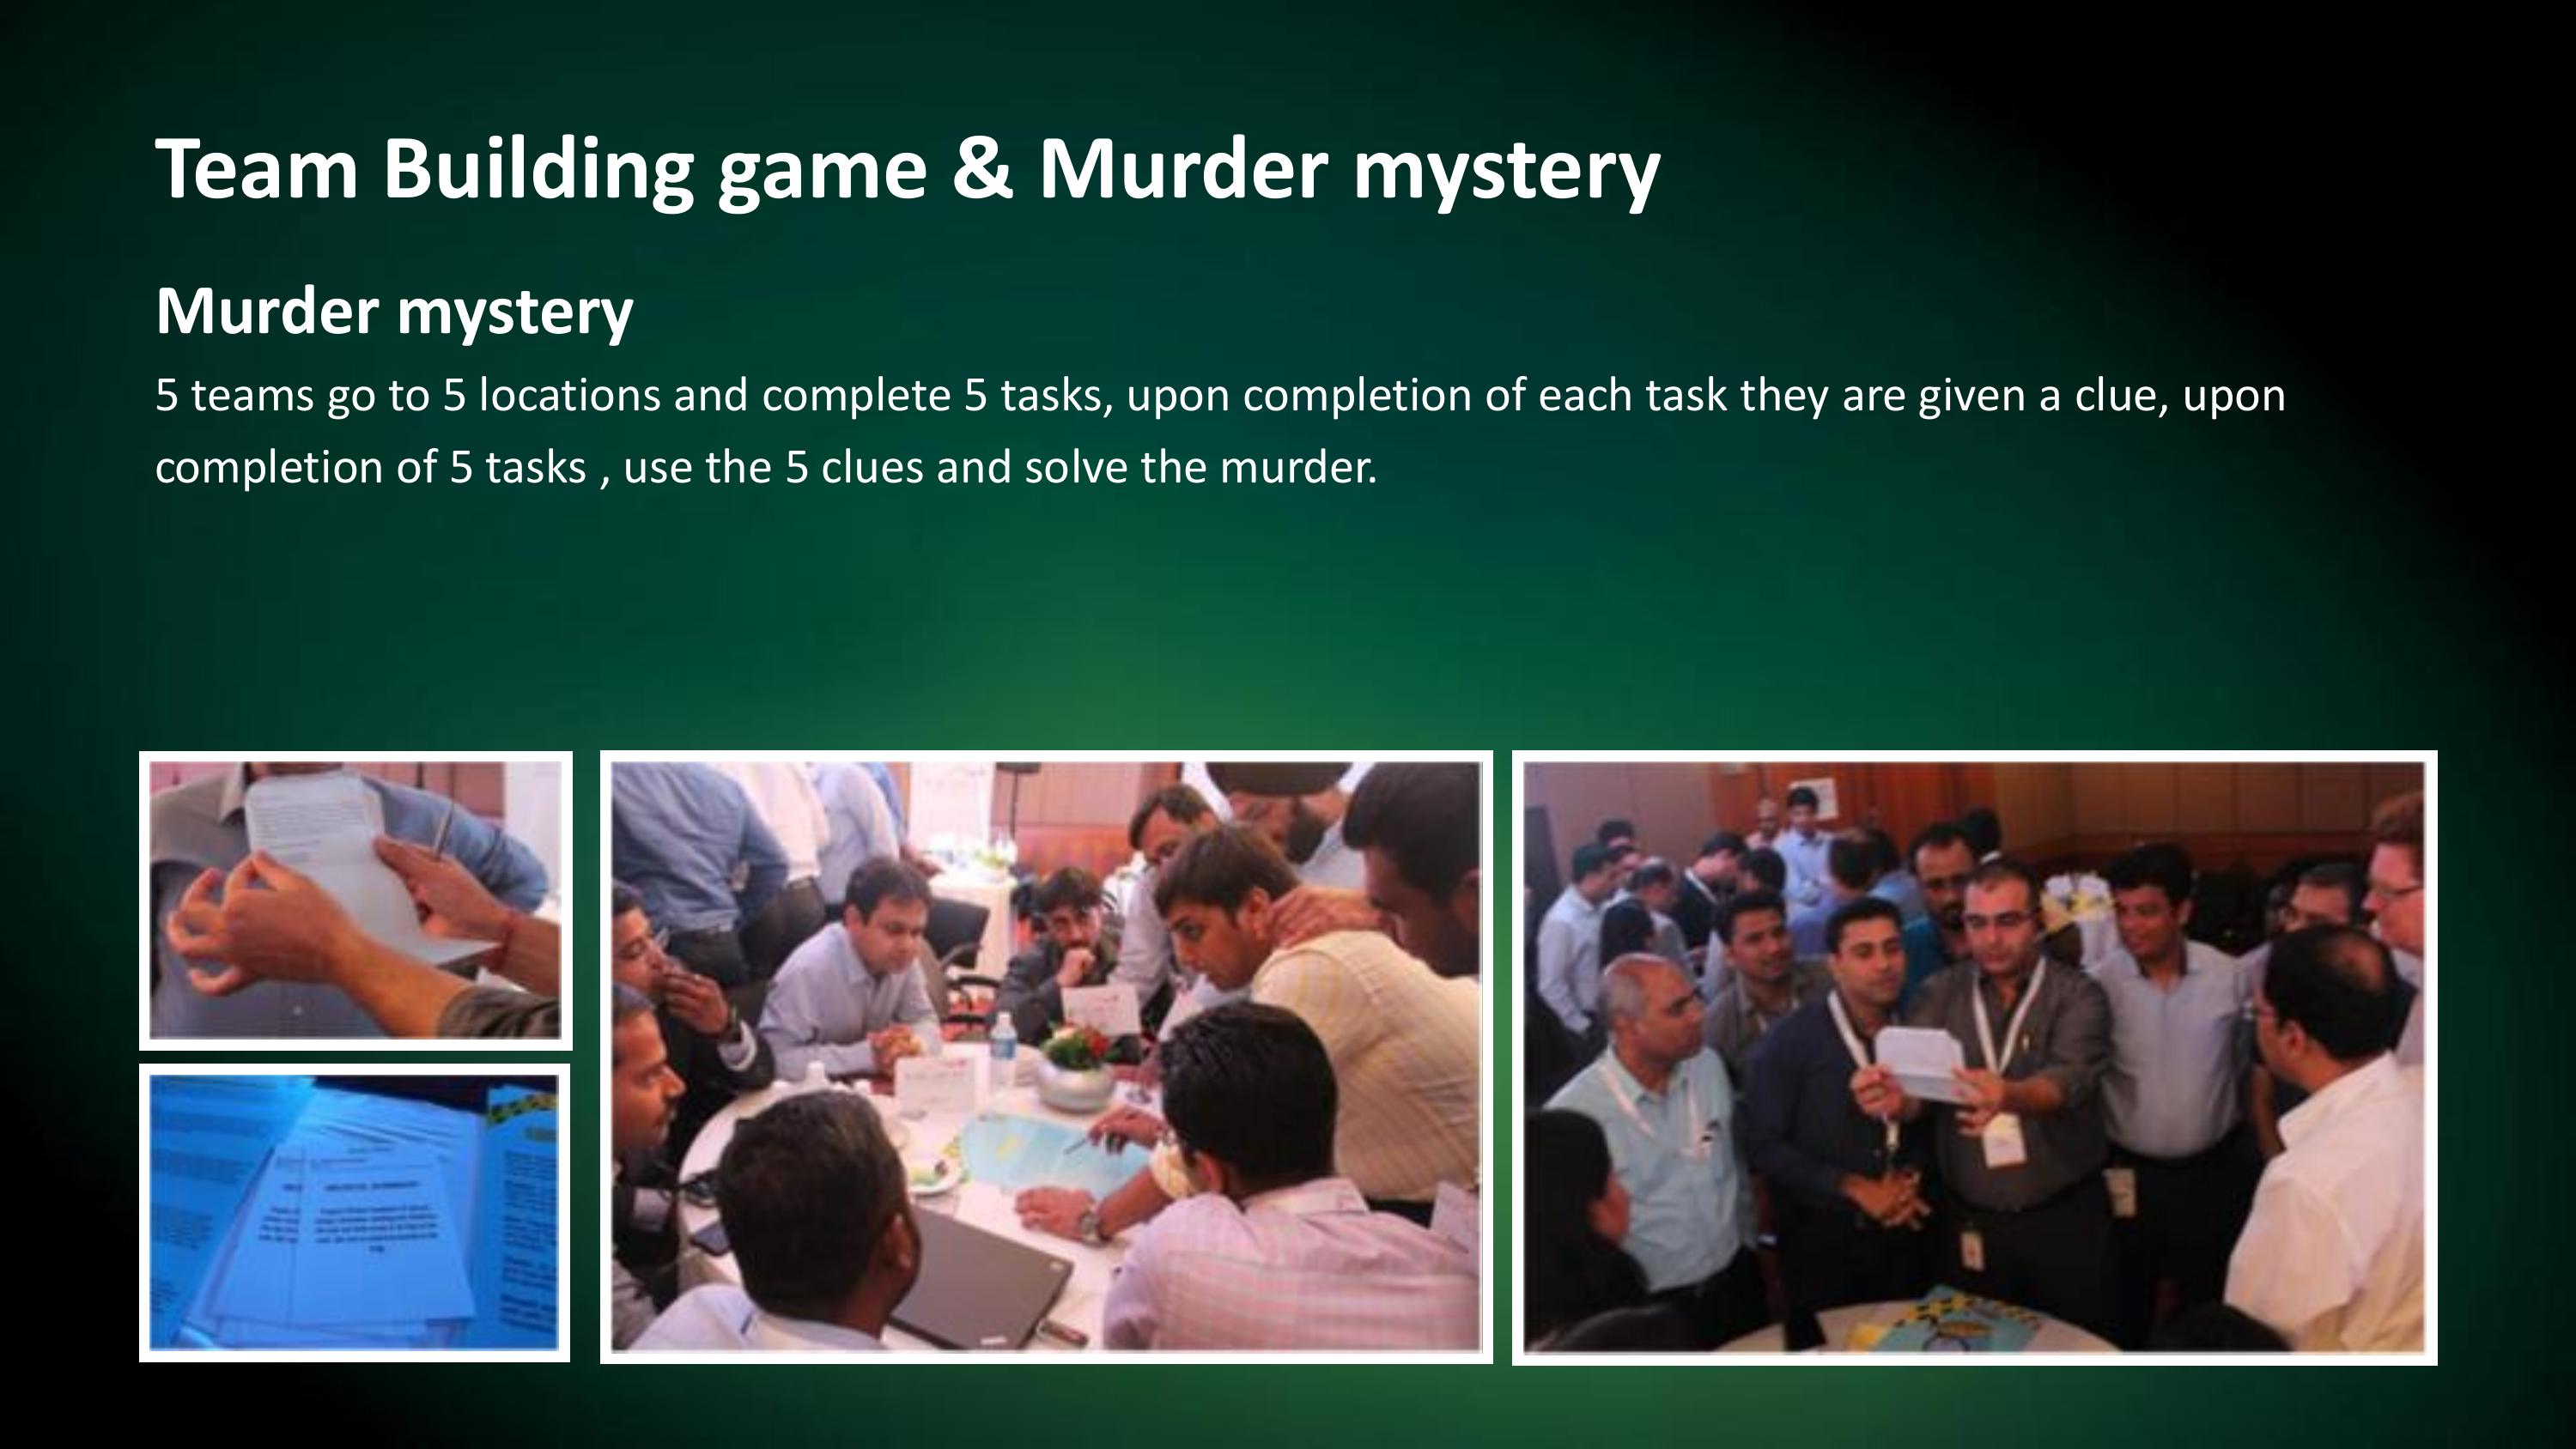 Team Building game & Murder mystery
Murder mystery
5 teams go to 5 locations and complete 5 tasks, upon completion of each task they are given a clue, upon
completion of 5 tasks , use the 5 clues and solve the murder.